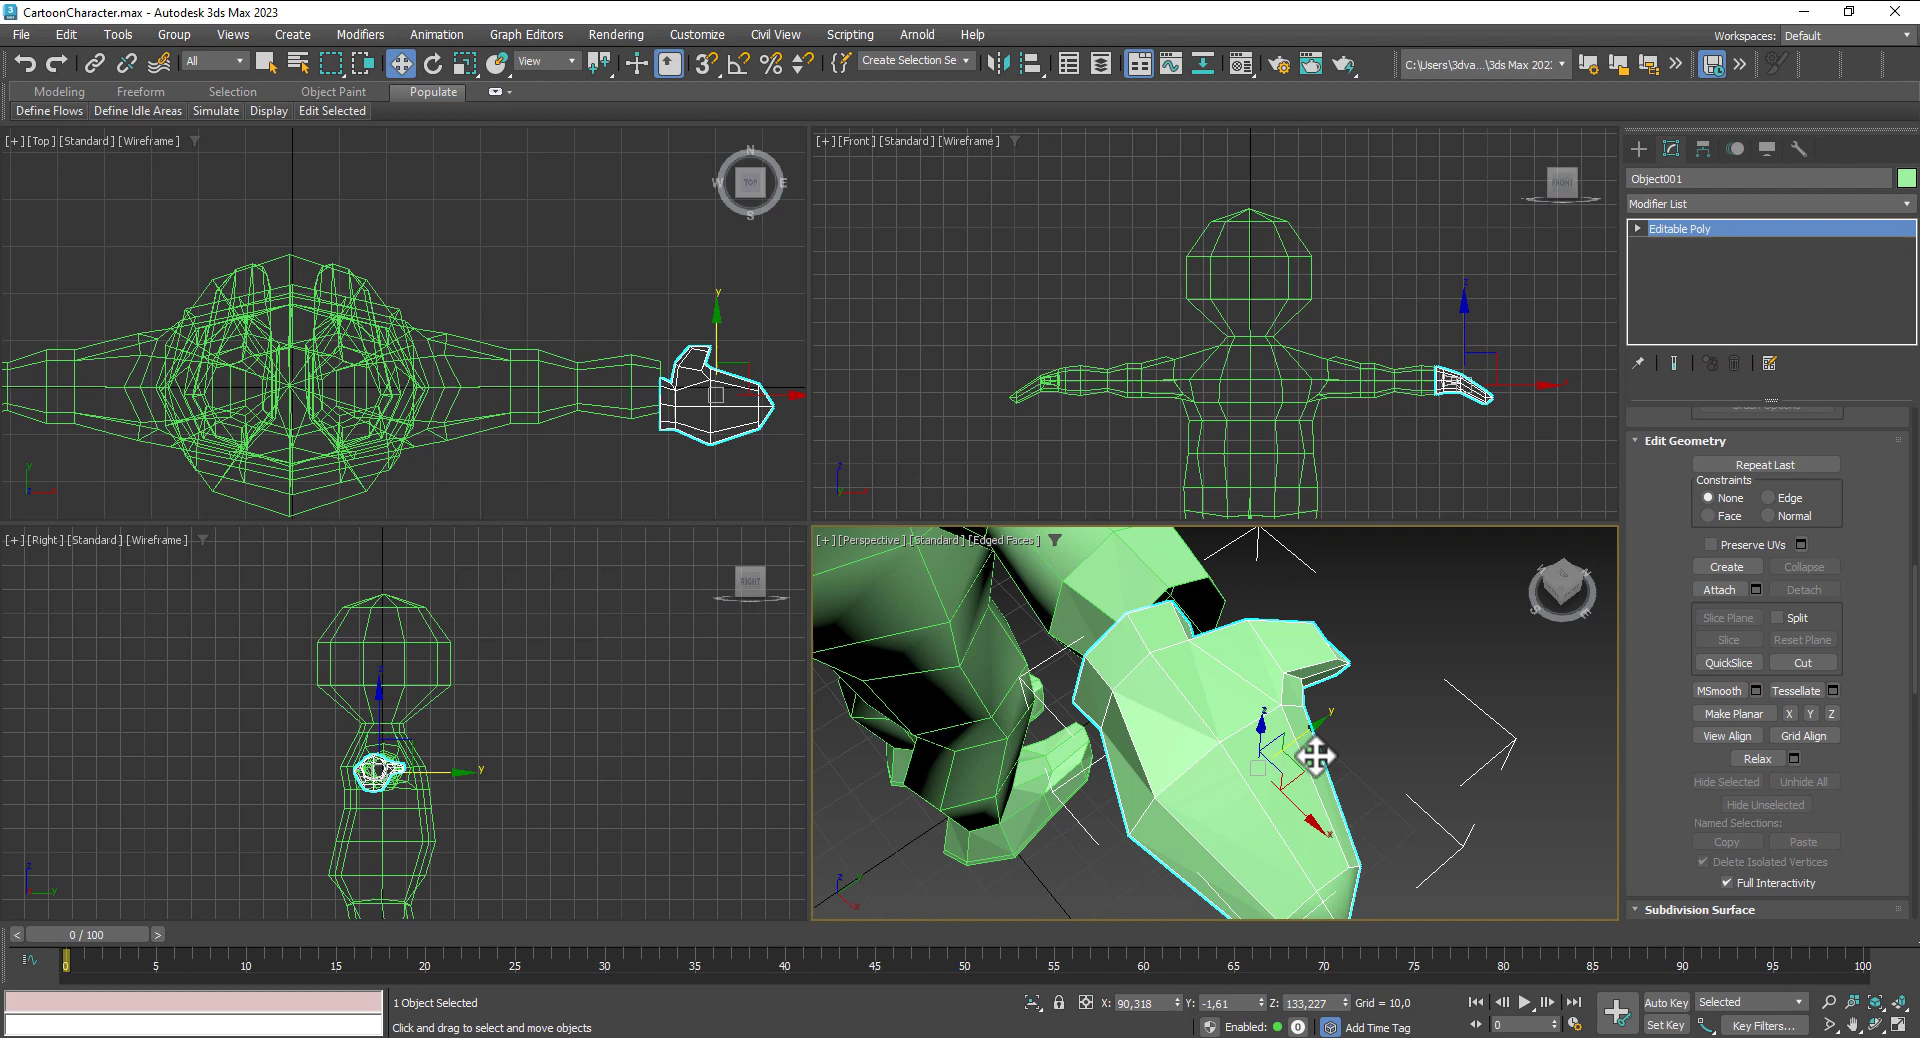 CartoonCharacter.max - Autodesk 3ds Max 2023
File Edit Tools Group Views Create Modifiers Animation Graph Editors Rendering Customize Civil View Scripting Arnold Help
Workspaces: Default
All View Create Selection Se C:\Users\3dva...\3ds Max 202:
Modeling Freeform Selection Object Paint Populate
Define Flows Define Idle Areas Simulate Display Edit Selected
[+] [Top] [Standard] [Wireframe]
N
W TOP E
S
y
y
z x
[+] [Front] [Standard] [Wireframe]
FRONT
z
z
y x
[+] [Right] [Standard] [Wireframe]
RIGHT
z
y
z
y
[+] [Perspective] [Standard] [Edged Faces]
W N
S E
z y
x
z
x
Object001
Modifier List
Editable Poly
Edit Geometry
Repeat Last
Constraints
None Edge
Face Normal
Preserve UVs
Create Collapse
Attach Detach
Slice Plane Split
Slice Reset Plane
QuickSlice Cut
MSmooth Tessellate
Make Planar X Y Z
View Align Grid Align
Relax
Hide Selected Unhide All
Hide Unselected
Named Selections:
Copy Paste
Delete Isolated Vertices
Full Interactivity
Subdivision Surface
< 0 / 100 >
0 5 10 15 20 25 30 35 40 45 50 55 60 65 70 75 80 85 90 95 100
1 Object Selected
X: 90,318 Y: -1,61 Z: 133,227 Grid = 10,0
Auto Key Selected
Click and drag to select and move objects
Enabled: 0 Add Time Tag
0
Set Key Key Filters...